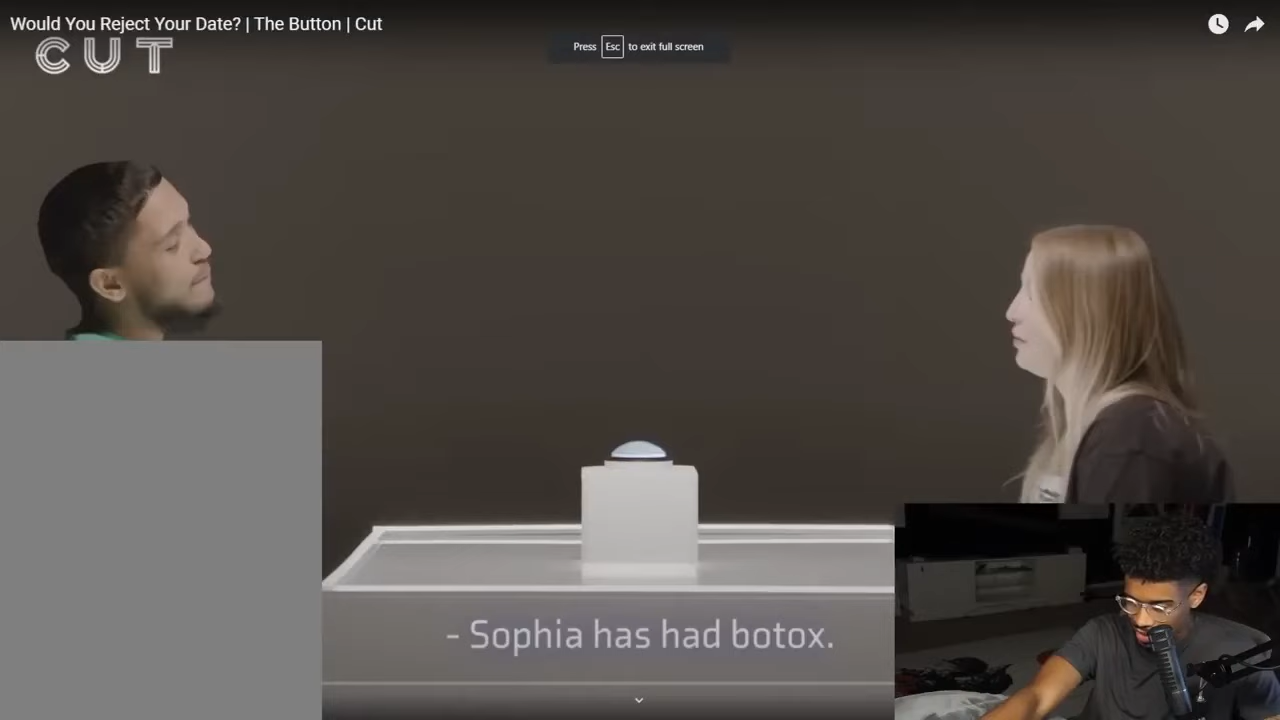 Would You Reject Your Date? | The Button | Cut
CUT
Press Esc to exit full screen
- Sophia has had botox.